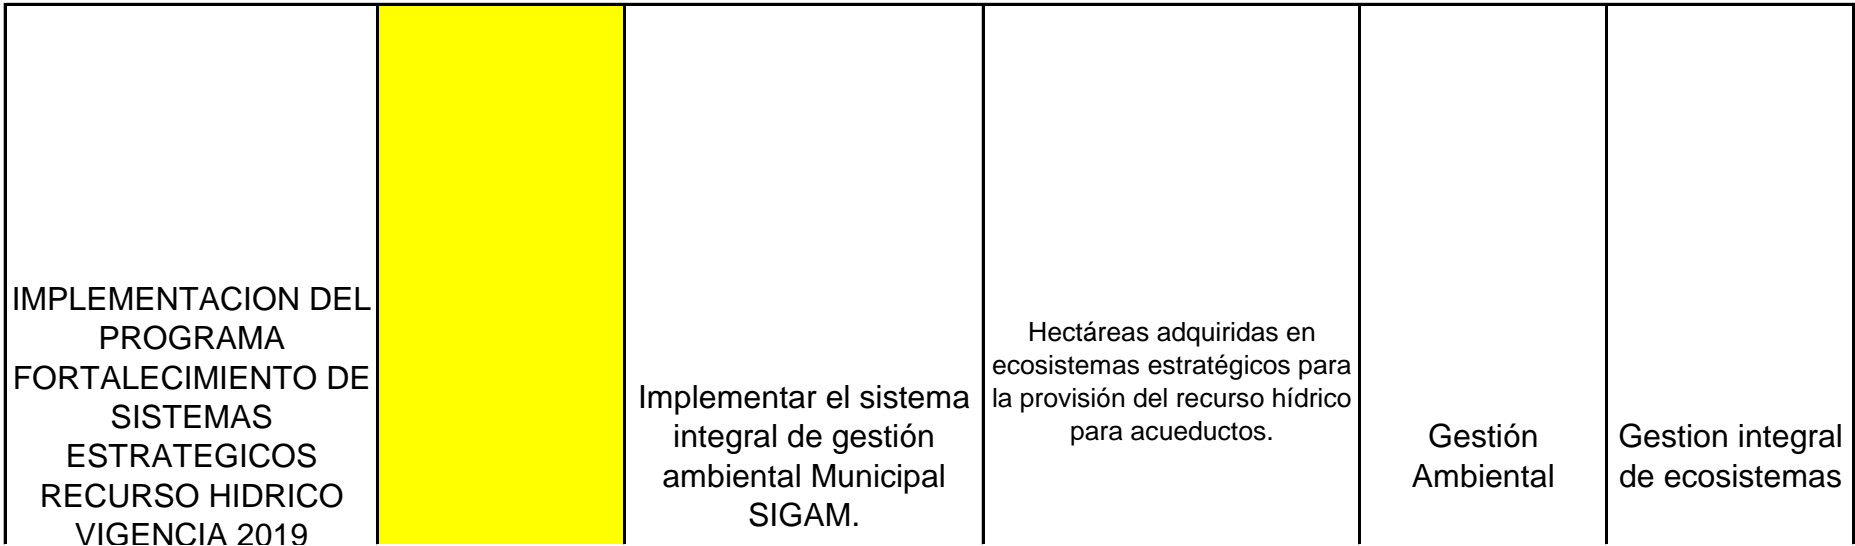 IMPLEMENTACION DEL
PROGRAMA
FORTALECIMIENTO DE
SISTEMAS
ESTRATEGICOS
RECURSO HIDRICO
VIGENCIA 2019
Implementar el sistema
integral de gestión
ambiental Municipal
SIGAM.
Hectáreas adquiridas en
ecosistemas estratégicos para
la provisión del recurso hídrico
para acueductos.
Gestión
Ambiental
Gestion integral
de ecosistemas